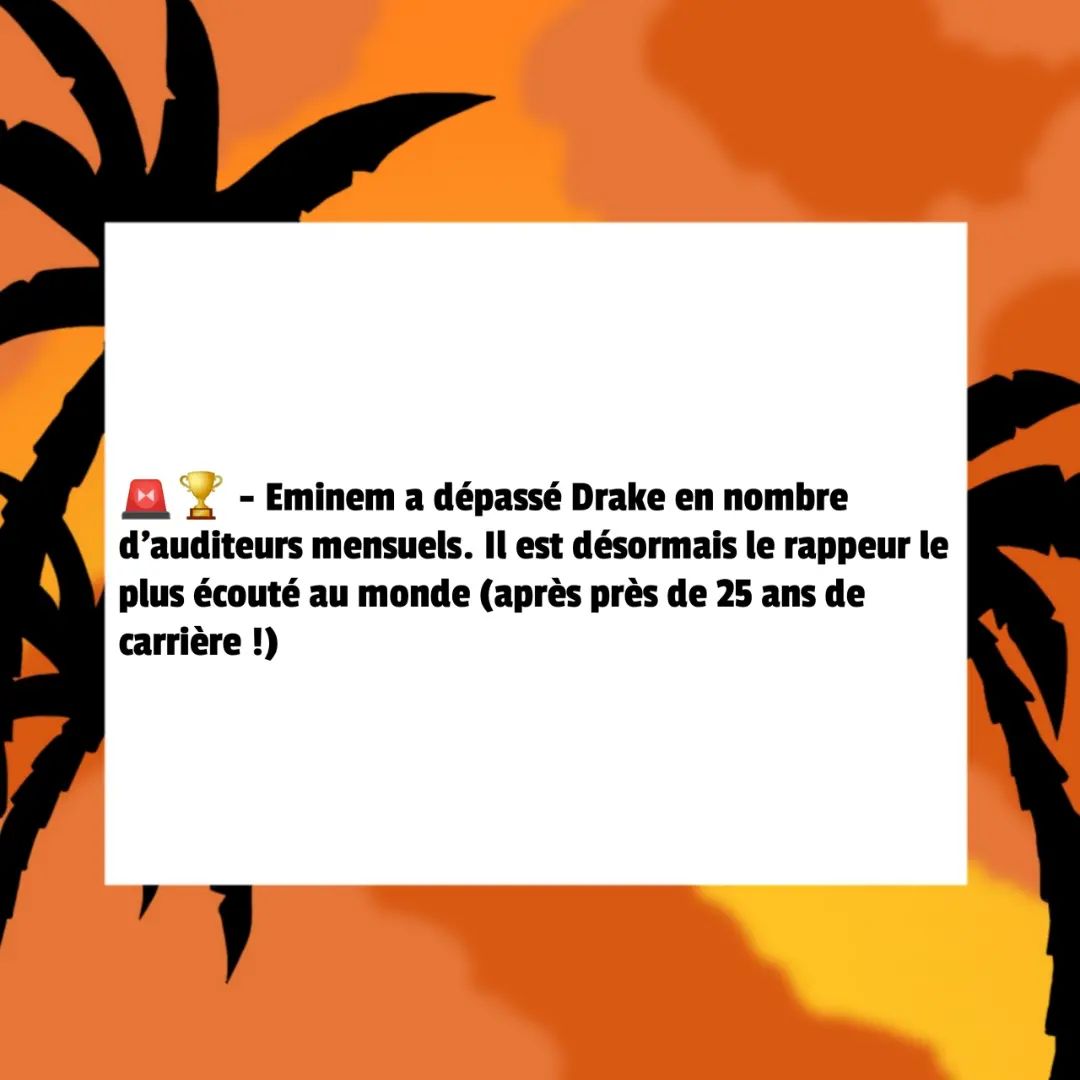 🚨🏆 - Eminem a dépassé Drake en nombre
d’auditeurs mensuels. Il est désormais le rappeur le
plus écouté au monde (après près de 25 ans de
carrière !)